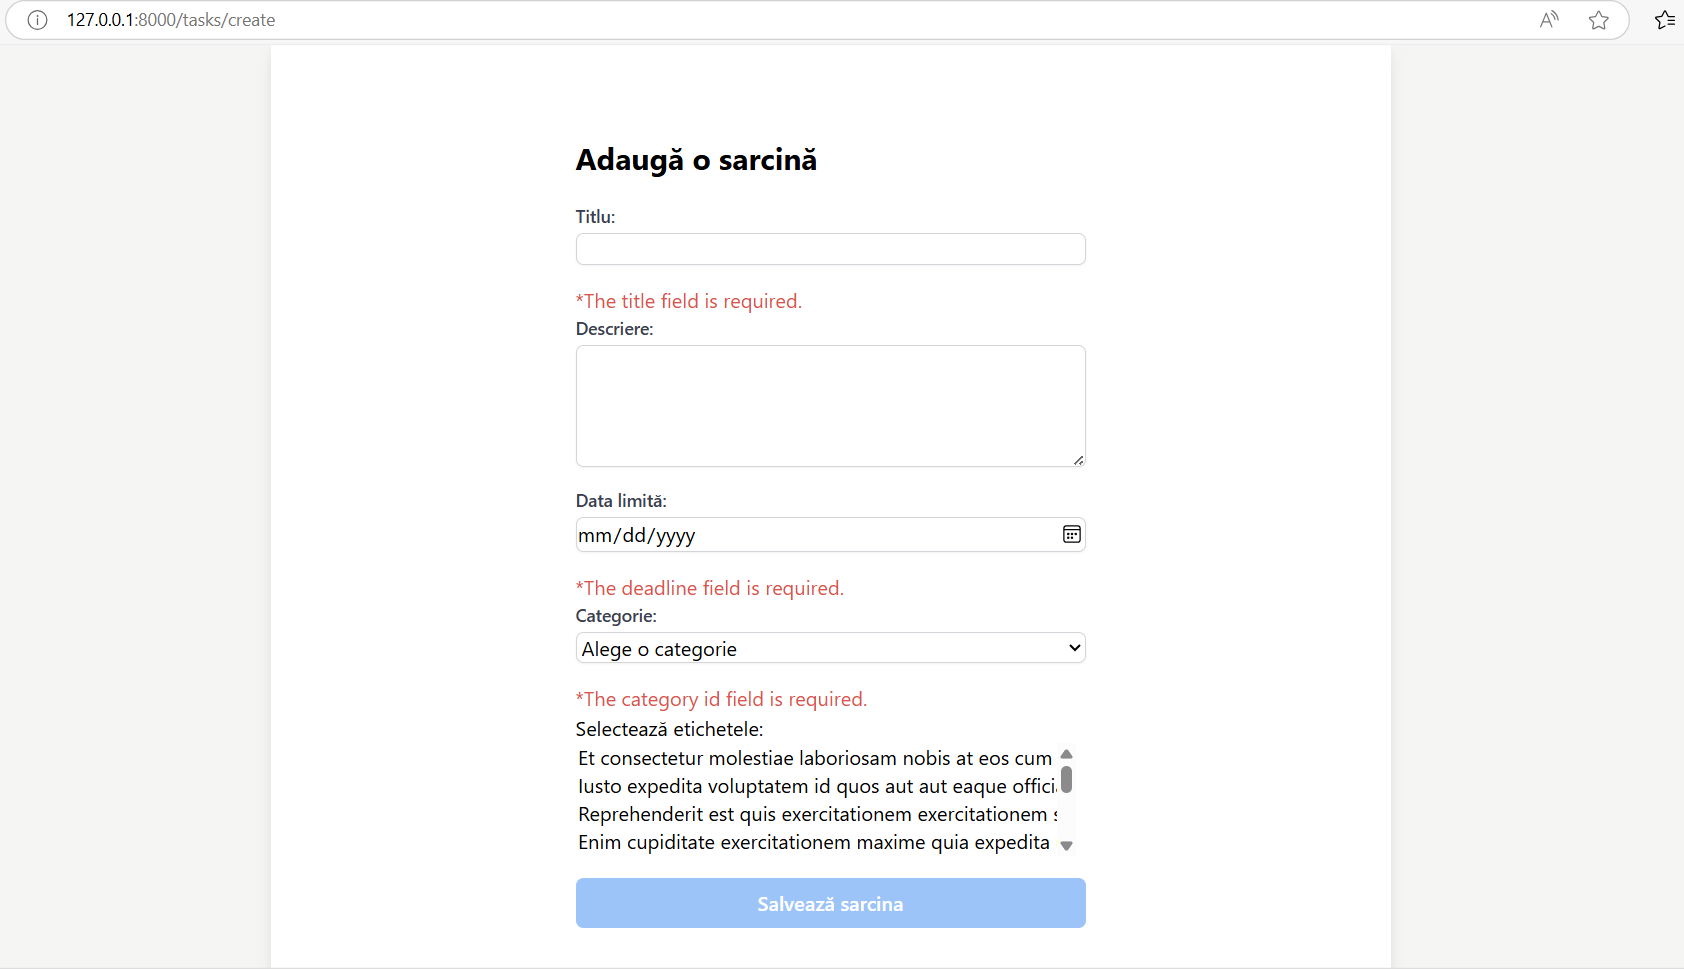 127.0.0.1:8000/tasks/create
Adaugă o sarcină
Titlu:
*The title field is required.
Descriere:
Data limită:
mm/dd/yyyy
*The deadline field is required.
Categorie:
Alege o categorie
*The category id field is required.
Selectează etichetele:
Et consectetur molestiae laboriosam nobis at eos cum
Iusto expedita voluptatem id quos aut aut eaque offici
Reprehenderit est quis exercitationem exercitationem s
Enim cupiditate exercitationem maxime quia expedita
Salvează sarcina